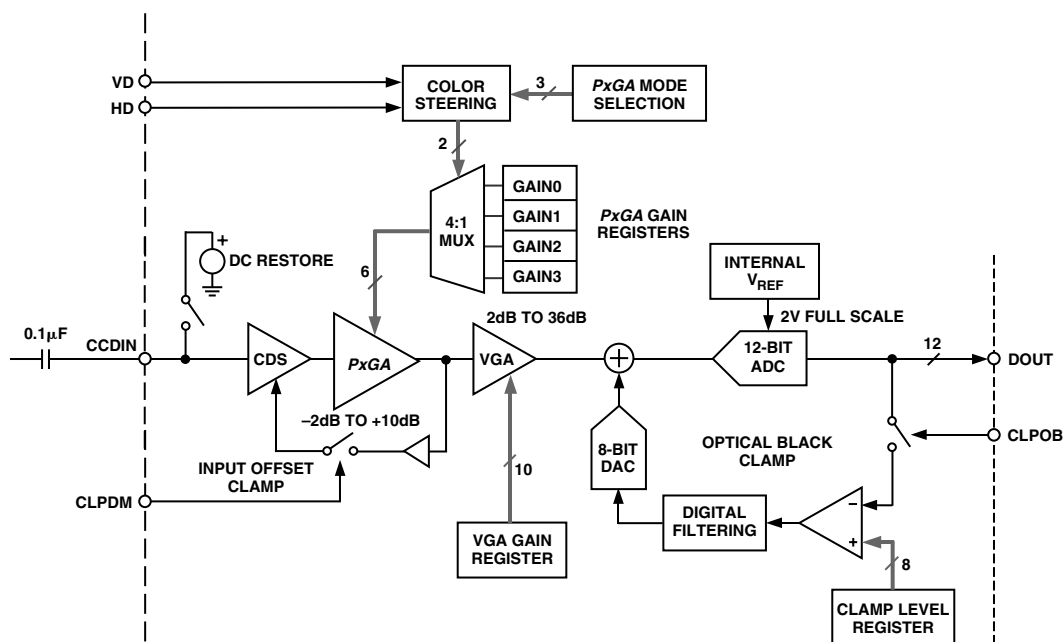 VD
HD
COLOR
STEERING
3
PxGA MODE
SELECTION
2
4:1
MUX
GAIN0
GAIN1
GAIN2
GAIN3
PxGA GAIN
REGISTERS
6
+
DC RESTORE
INTERNAL
VREF
2V FULL SCALE
0.1μF
CCDIN
CDS
PxGA
2dB TO 36dB
VGA
+
12-BIT
ADC
12
DOUT
–2dB TO +10dB
INPUT OFFSET
CLAMP
CLPDM
10
VGA GAIN
REGISTER
8-BIT
DAC
OPTICAL BLACK
CLAMP
CLPOB
DIGITAL
FILTERING
–
+
8
CLAMP LEVEL
REGISTER